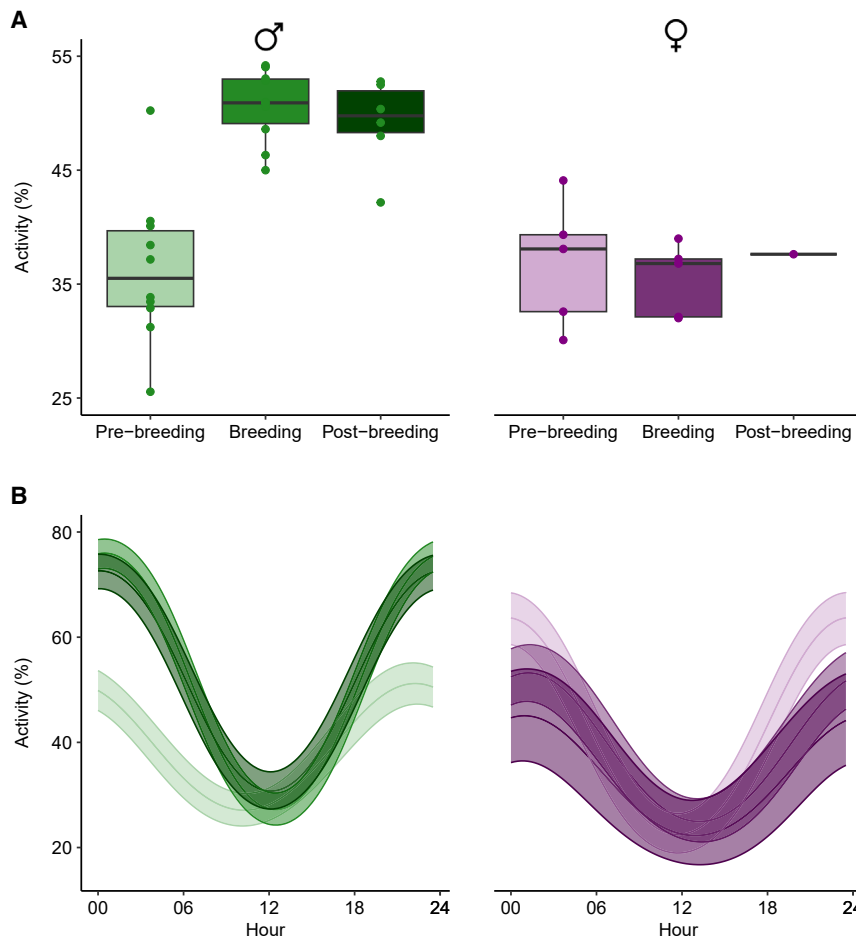 A
♂
♀
Activity (%)
55
45
35
25
Pre−breeding Breeding Post−breeding
Pre−breeding Breeding Post−breeding
B
Activity (%)
80
60
40
20
00 06 12 18 24
Hour
00 06 12 18 24
Hour